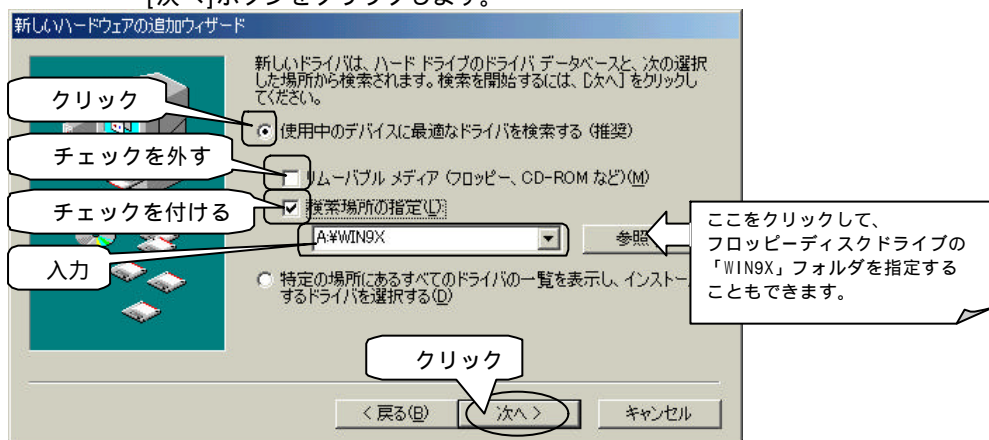 [次へ]ボタンをクリックします。
新しいハードウェアの追加ウィザード
新しいドライバは、ハード ドライブのドライバ データベースと、次の選択
した場所から検索されます。検索を開始するには、[次へ] をクリックし
てください。
クリック
使用中のデバイスに最適なドライバを検索する (推奨)
チェックを外す
リムーバブル メディア (フロッピー、CD-ROM など)(M)
チェックを付ける
検索場所の指定(L)
入力
A:¥WIN9X
参照
ここをクリックして、
フロッピーディスクドライブの
「WIN9X」フォルダを指定する
こともできます。
特定の場所にあるすべてのドライバの一覧を表示し、インストー
するドライバを選択する(D)
クリック
< 戻る(B)
次へ >
キャンセル